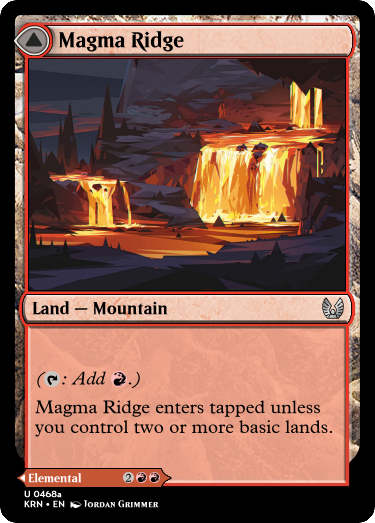 Magma Ridge
Land — Mountain
(: Add .)
Magma Ridge enters tapped unless
you control two or more basic lands.
Elemental 2
U 0468a
KRN • EN Jordan Grimmer